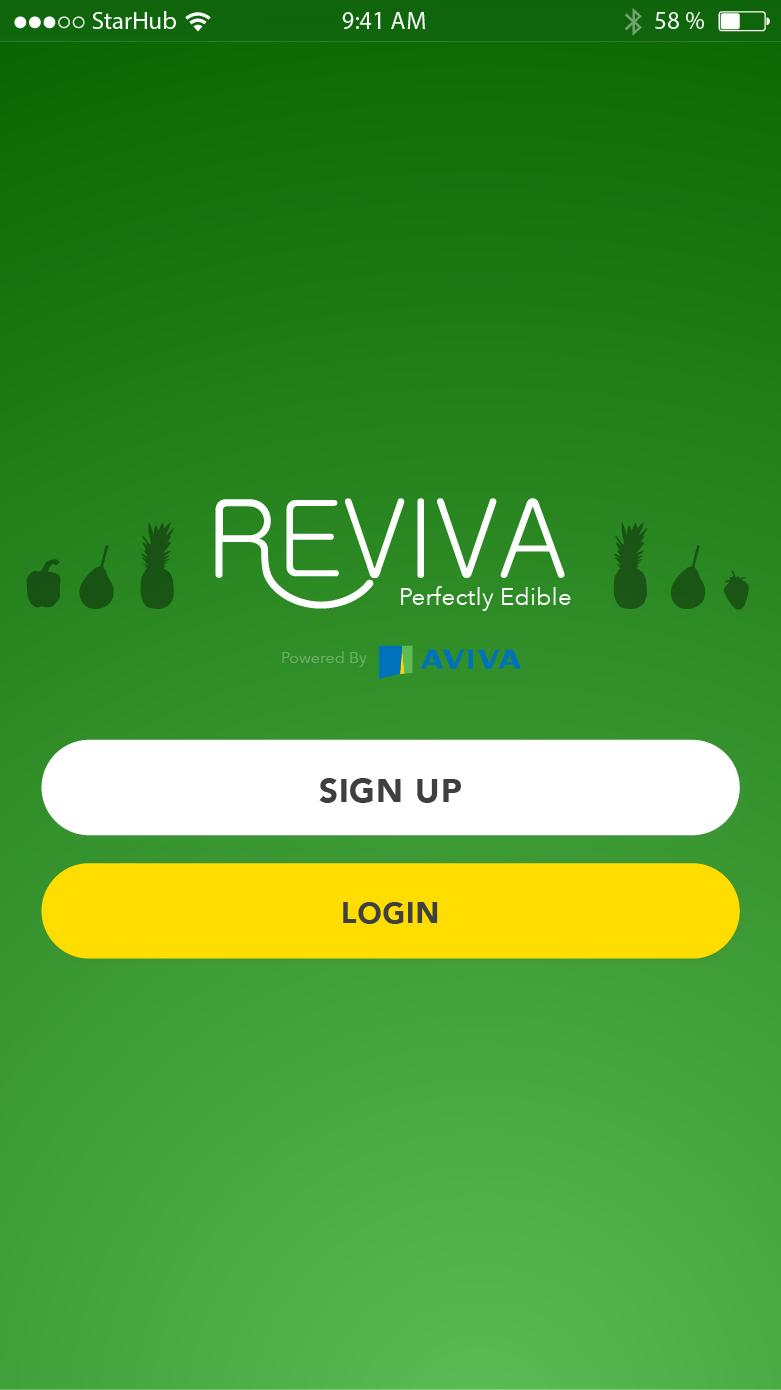 StarHub 9:41 AM 58 %
REVIVA
Perfectly Edible
Powered By AVIVA
SIGN UP
LOGIN